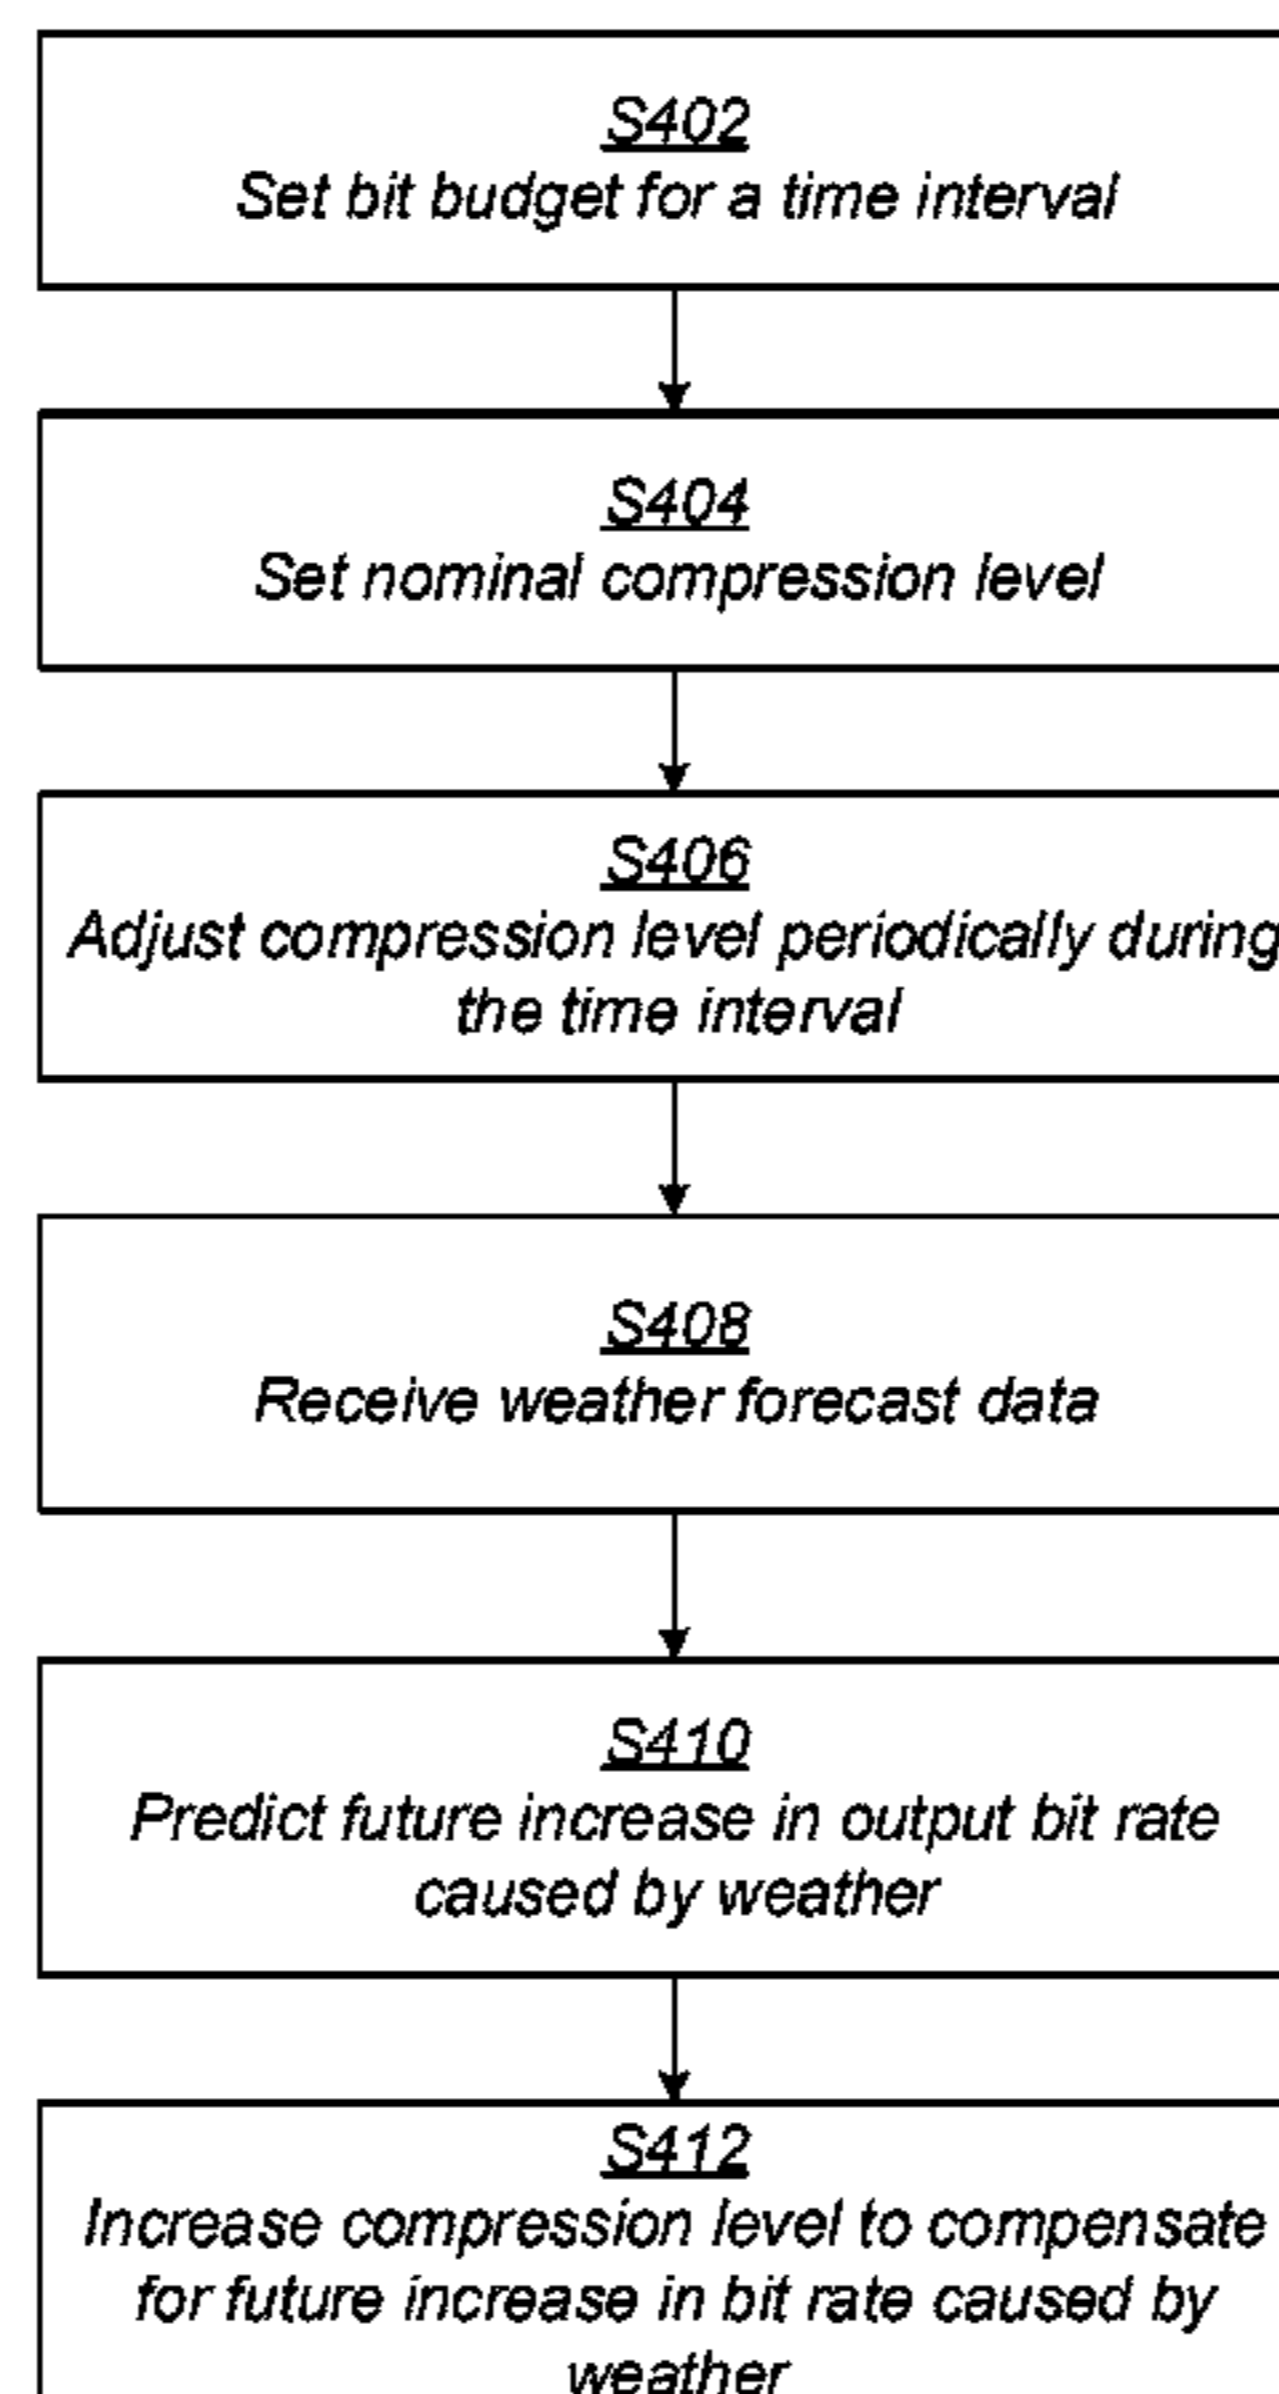 S402
Set bit budget for a time interval
S404
Set nominal compression level
S406
Adjust compression level periodically during
the time interval
S408
Receive weather forecast data
S410
Predict future increase in output bit rate
caused by weather
S412
Increase compression level to compensate
for future increase in bit rate caused by
weather